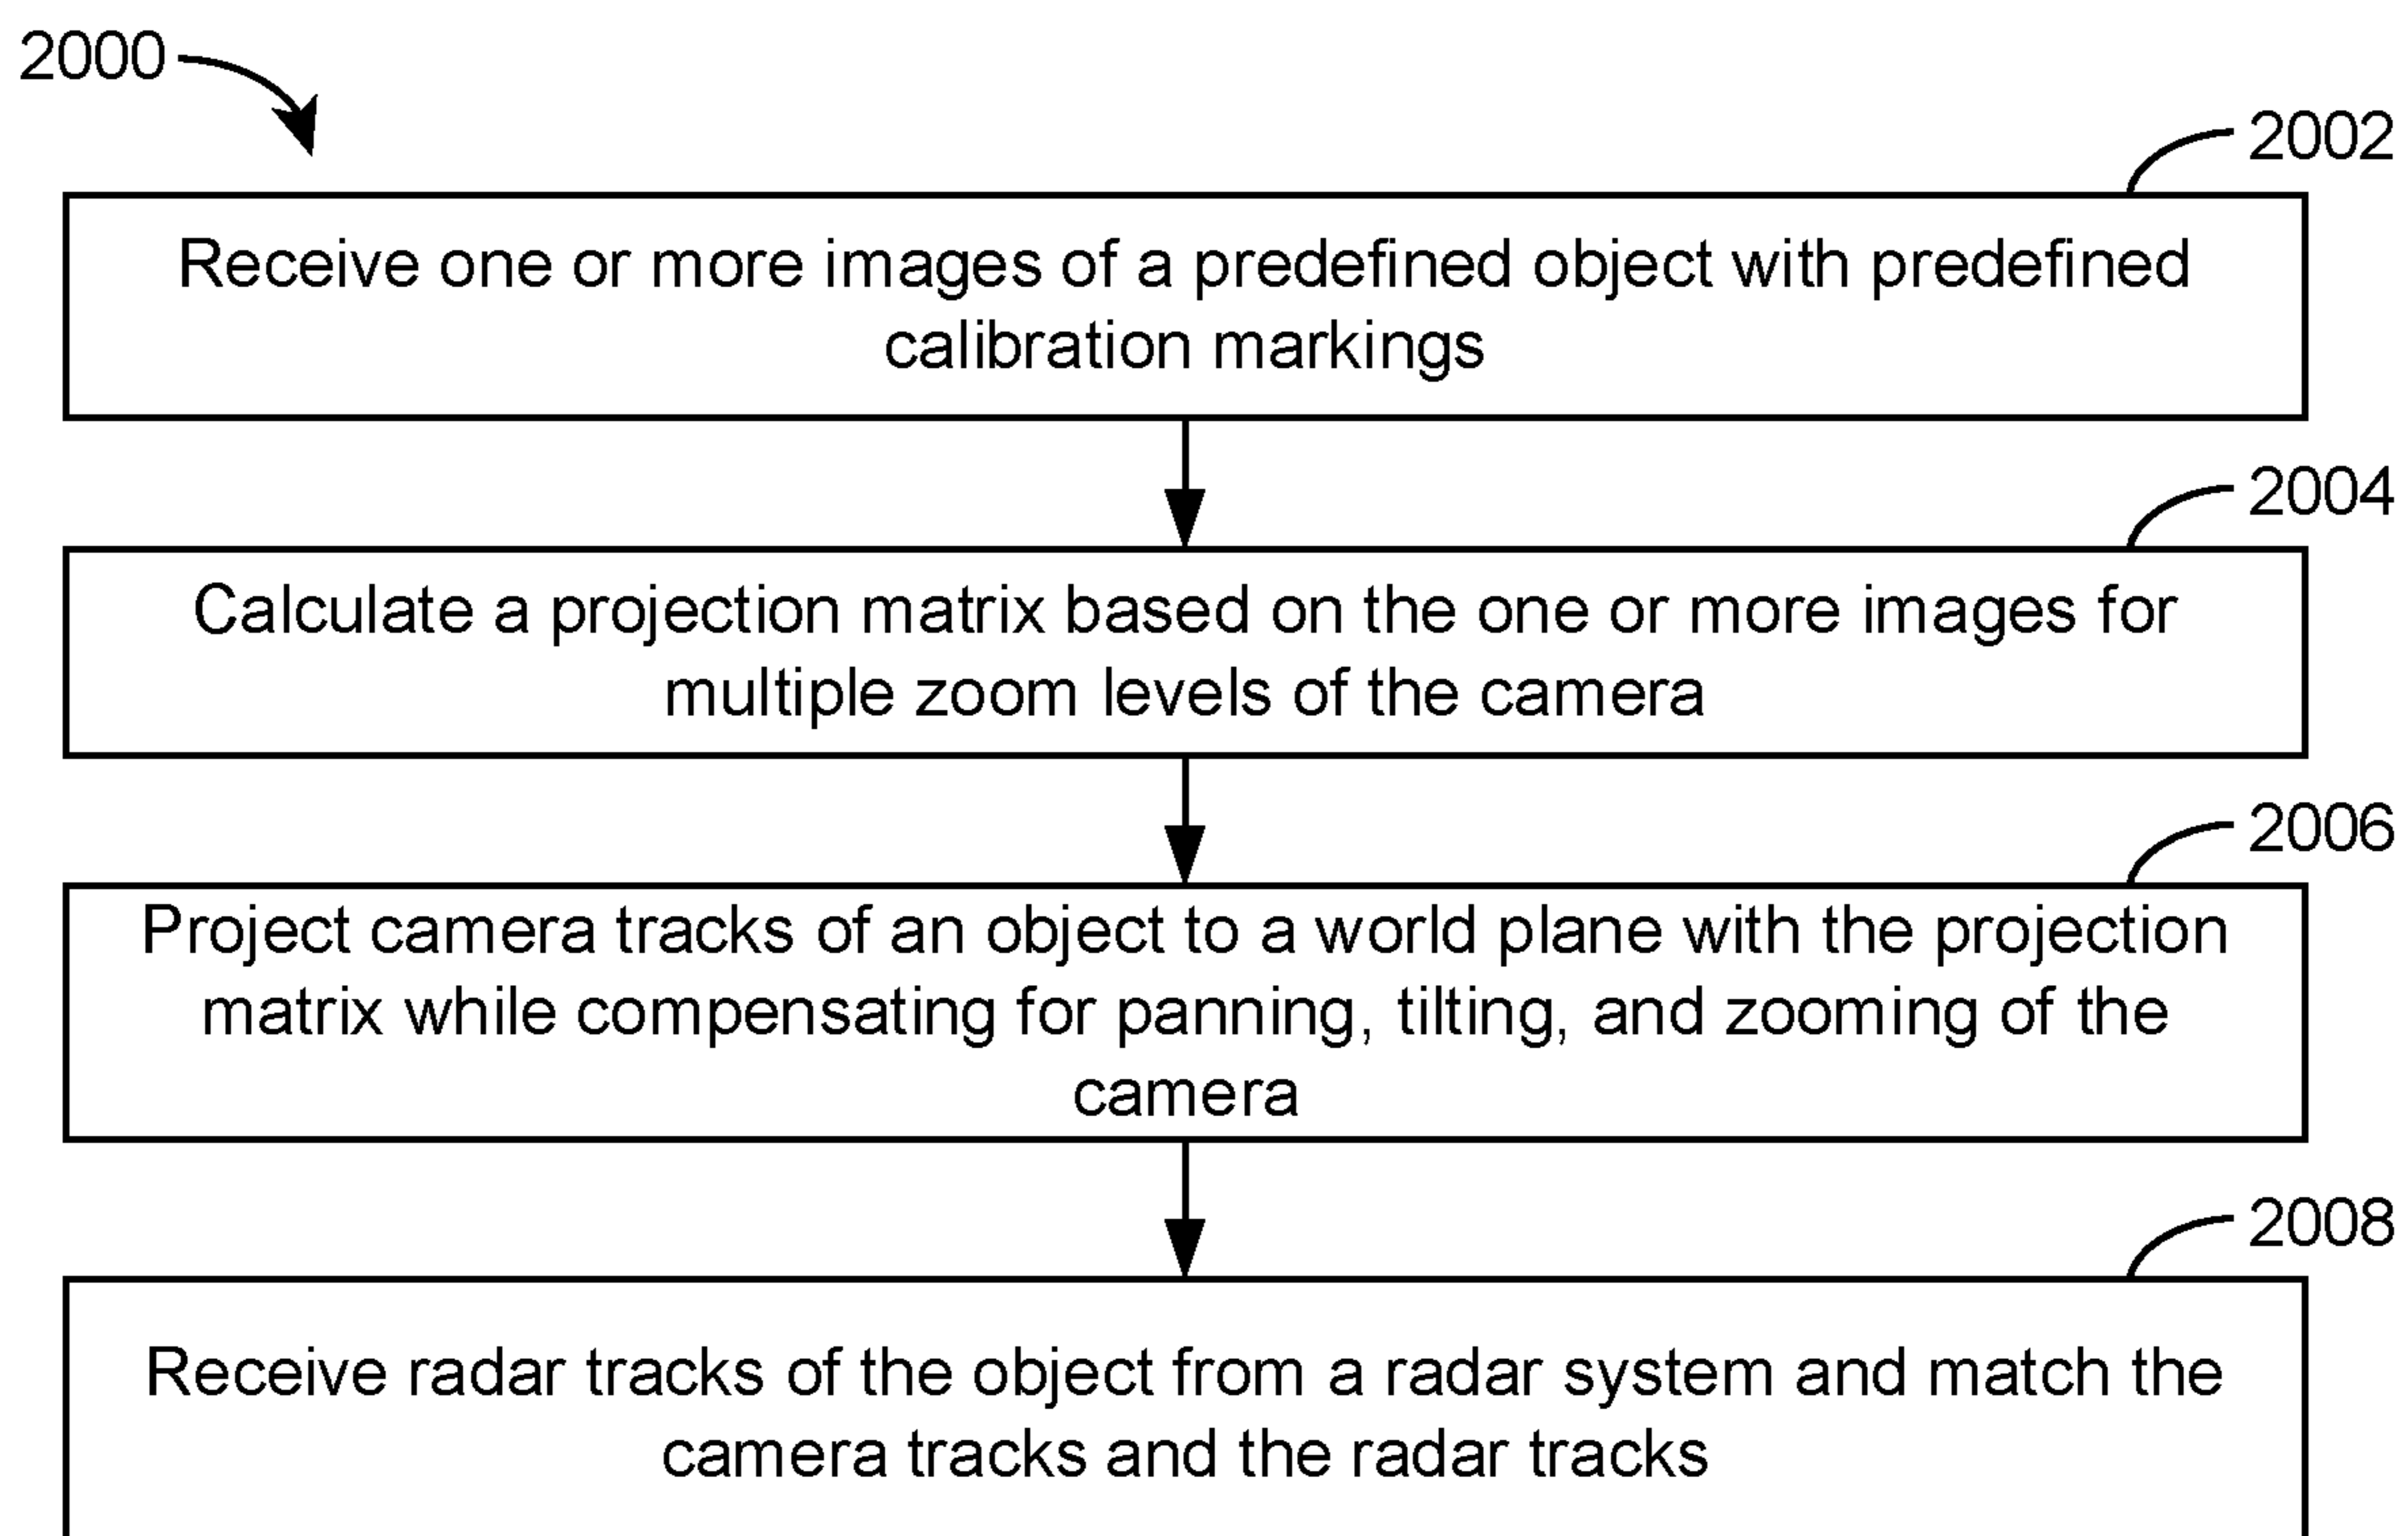 2000
2002
Receive one or more images of a predefined object with predefined
calibration markings
2004
Calculate a projection matrix based on the one or more images for
multiple zoom levels of the camera
2006
Project camera tracks of an object to a world plane with the projection
matrix while compensating for panning, tilting, and zooming of the
camera
2008
Receive radar tracks of the object from a radar system and match the
camera tracks and the radar tracks